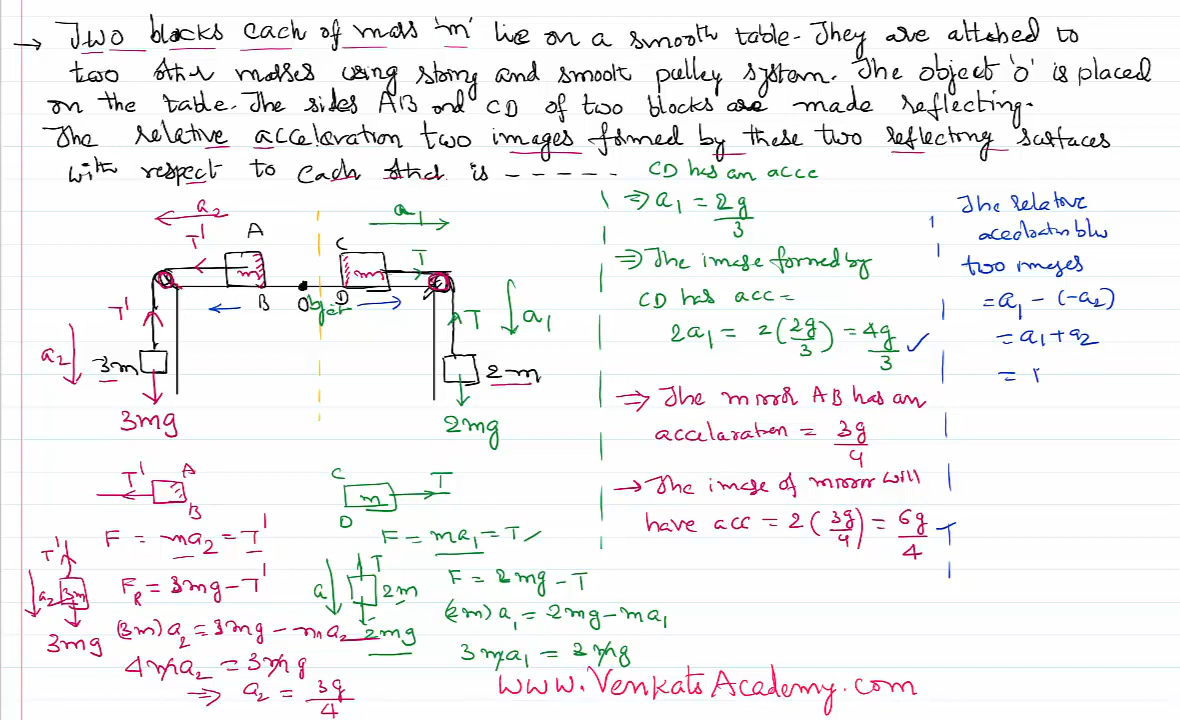 → Two blocks each of mass 'm' lie on a smooth table. They are attached to
two other masses using string and smooth pulley system. The object 'o' is placed
on the table. The sides AB and CD of two blocks are made reflecting.
The relative acceleration two images formed by these two reflecting surfaces
with respect to each other is ------
a2
T'
A
m
B
Object
C
D
m
T
a1
T'
a2
3m
3mg
T
a1
2m
2mg
T'
A
B
F = ma2 = T'
T'
a2
3m
3mg
FR = 3mg - T'
(3m)a2 = 3mg - ma2
4ma2 = 3mg
⇒ a2 = 3g/4
C
D
m
T
F = ma1 = T
T
a
2m
2mg
F = 2mg - T
(2m)a1 = 2mg - ma1
3ma1 = 2mg
CD has an acce
⇒ a1 = 2g/3
⇒ The image formed by
CD has acc =
2a1 = 2(2g/3) = 4g/3 ✓
⇒ The mirror AB has an
accelaration = 3g/4
→ The image of mirror will
have acc = 2(3g/4) = 6g/4
The relative
b/w
two images
= a1 - (-a2)
= a1 + a2
=
www.VenkatsAcademy.com